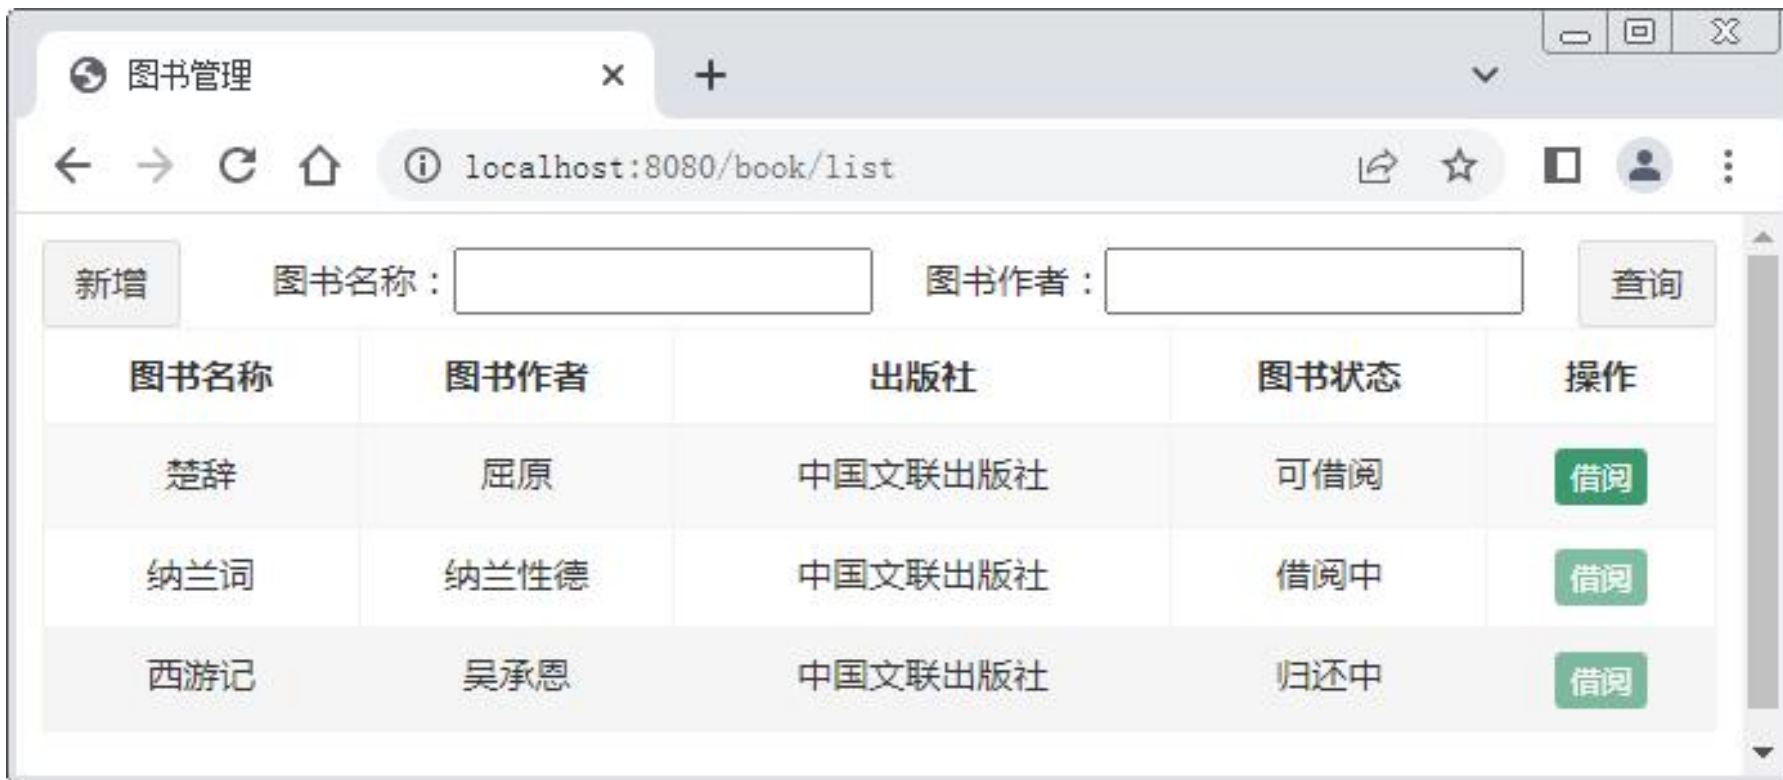 图书管理
localhost:8080/book/list
新增 图书名称： 图书作者： 查询
图书名称 图书作者 出版社 图书状态 操作
楚辞 屈原 中国文联出版社 可借阅 借阅
纳兰词 纳兰性德 中国文联出版社 借阅中 借阅
西游记 吴承恩 中国文联出版社 归还中 借阅